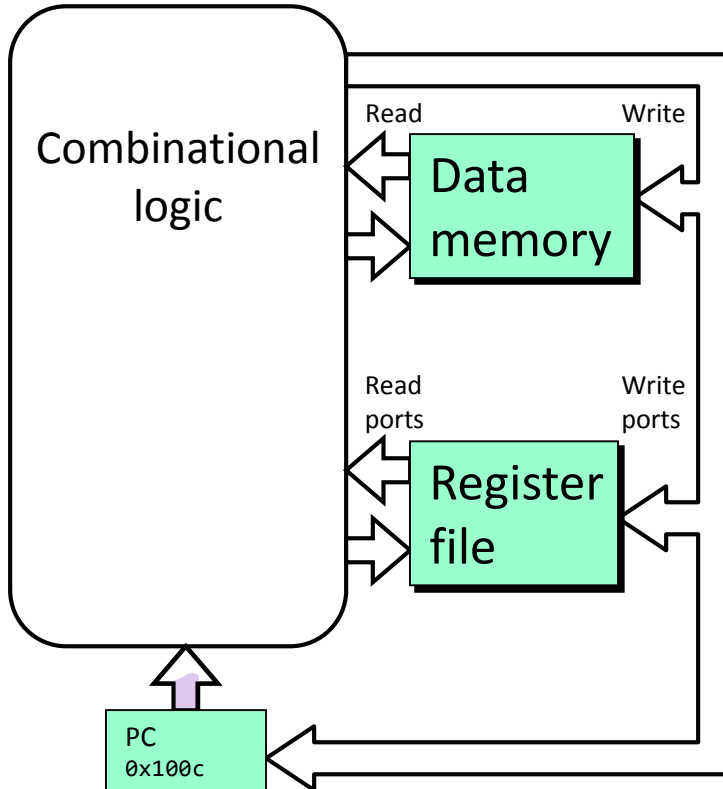 Combinational
logic
Read
Write
Data
memory
Read
ports
Write
ports
Register
file
PC
0x100c